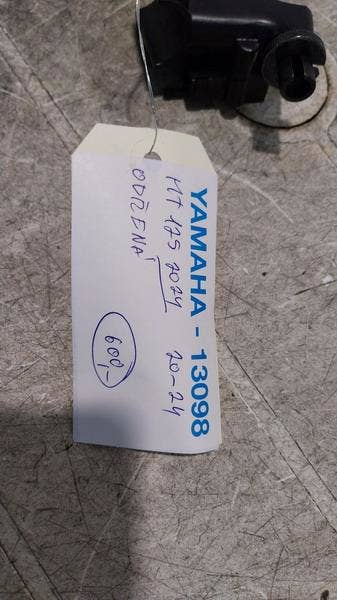 YAMAHA - 13098
MT 125 2024 20-24
ODŘENÁ
600,-